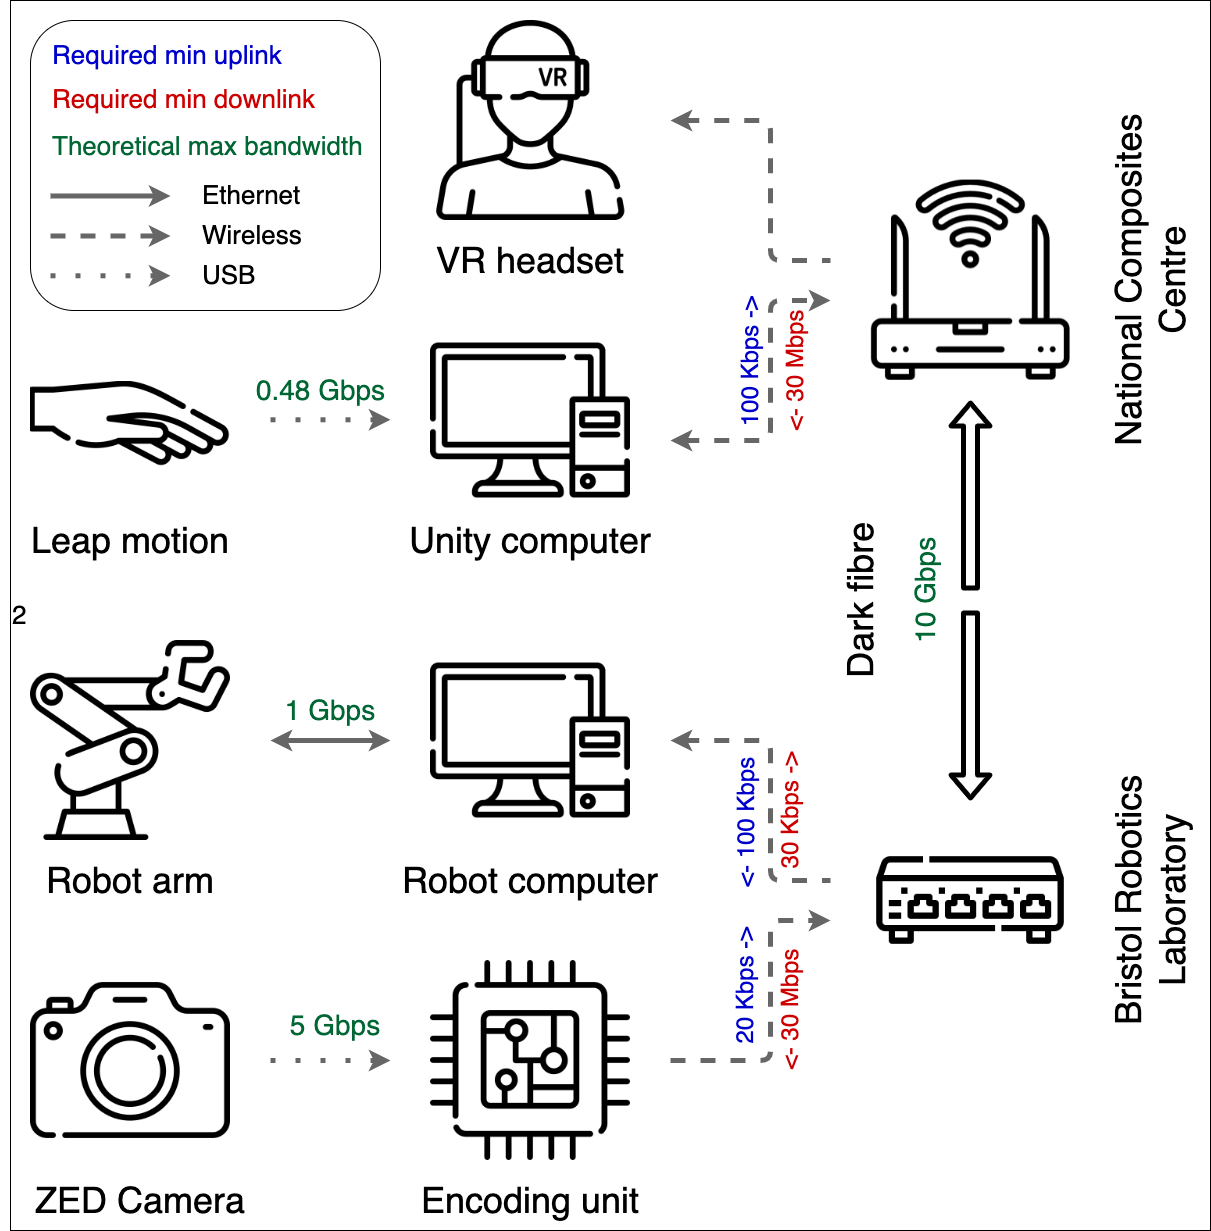 Required min uplink
Required min downlink
Theoretical max bandwidth
Ethernet
Wireless
USB
VR
VR headset
National Composites
Centre
100 Kbps ->
<- 30 Mbps
0.48 Gbps
Leap motion
Unity computer
Dark fibre
10 Gbps
2
1 Gbps
Robot arm
Robot computer
<- 100 Kbps
30 Kbps ->
Bristol Robotics
Laboratory
20 Kbps ->
<- 30 Mbps
5 Gbps
ZED Camera
Encoding unit